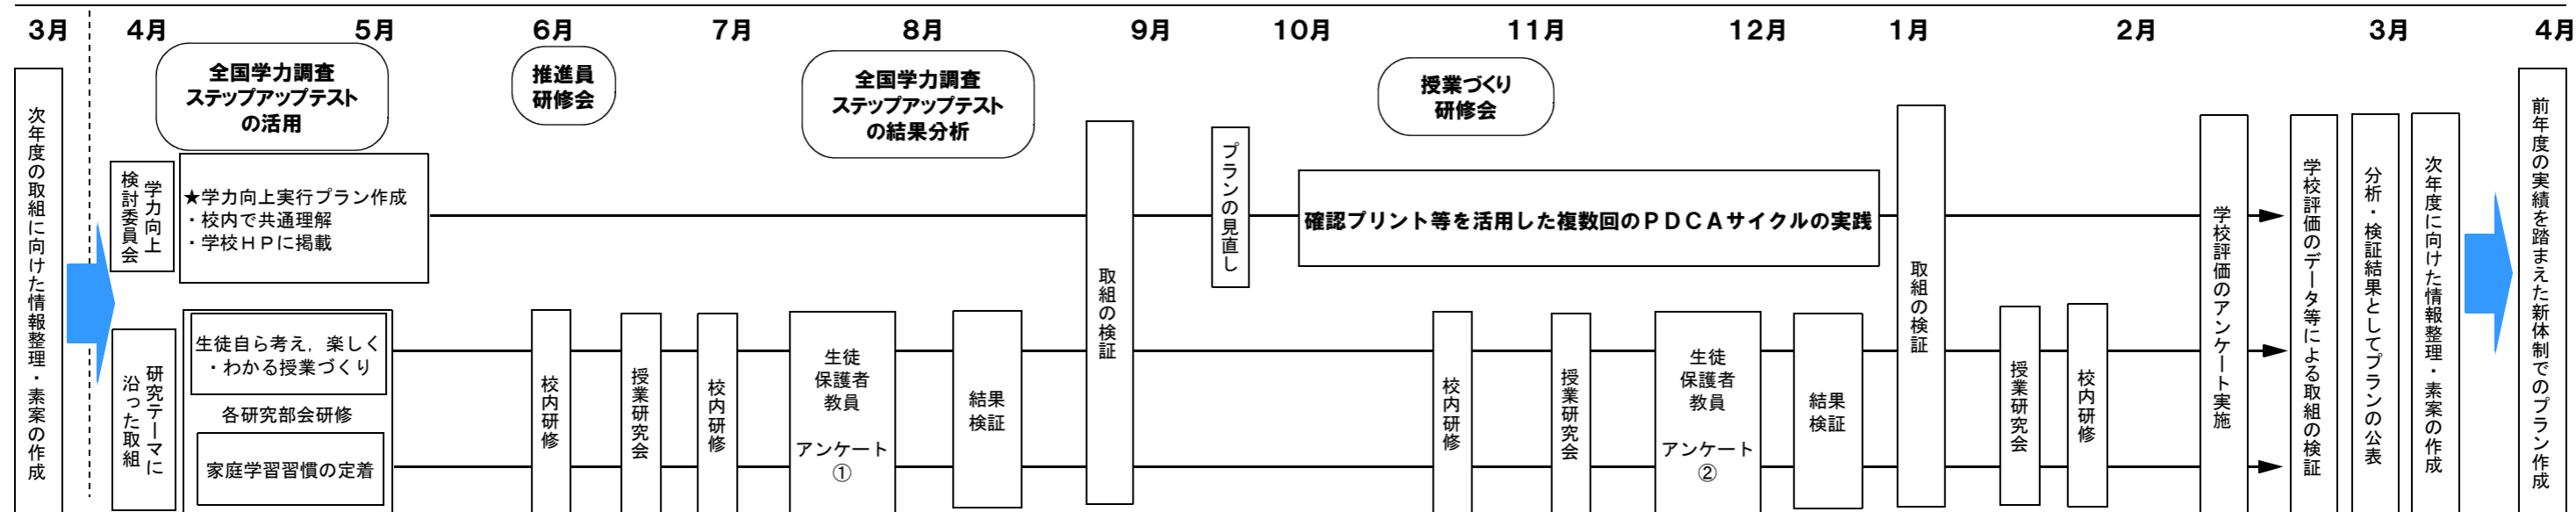 3月
4月
5月
6月
7月
8月
9月
10月
11月
12月
1月
2月
3月
4月
全国学力調査
ステップアップテスト
の活用
推進員
研修会
全国学力調査
ステップアップテスト
の結果分析
授業づくり
研修会
次年度の取組に向けた情報整理・素案の作成
学力向上
検討委員会
★学力向上実行プラン作成
・校内で共通理解
・学校HPに掲載
研究テーマに
沿った取組
生徒自ら考え，楽しく
・わかる授業づくり
各研究部会研修
家庭学習習慣の定着
校内研修
授業研究会
校内研修
生徒
保護者
教員
アンケート
①
結果
検証
取組の検証
プランの見直し
確認プリント等を活用した複数回のPDCAサイクルの実践
校内研修
授業研究会
生徒
保護者
教員
アンケート
②
結果
検証
取組の検証
授業研究会
校内研修
学校評価のアンケート実施
学校評価のデータ等による取組の検証
分析・検証結果としてプランの公表
次年度に向けた情報整理・素案の作成
前年度の実績を踏まえた新体制でのプラン作成